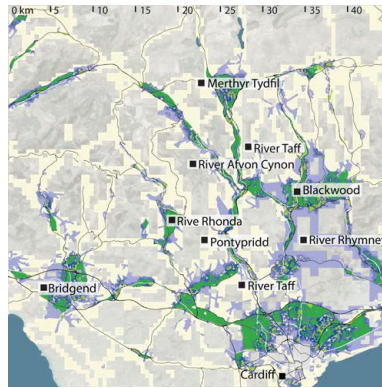 0 km 5 10 15 20 25 30 35 40
Merthyr Tydfil
River Taff
River Afyon Cynon
Blackwood
Rive Rhonda
Pontypridd
River Rhymne
River Taff
Bridgend
Cardiff